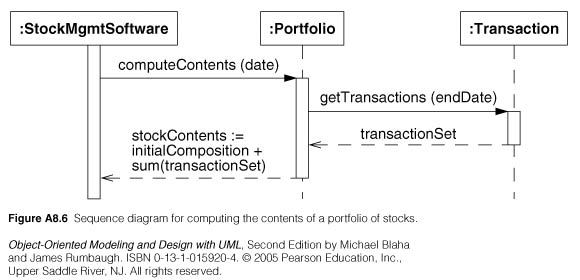 :StockMgmtSoftware
:Portfolio
:Transaction
computeContents (date)
getTransactions (endDate)
transactionSet
stockContents :=
initialComposition +
sum(transactionSet)
Figure A8.6 Sequence diagram for computing the contents of a portfolio of stocks.
Object-Oriented Modeling and Design with UML, Second Edition by Michael Blaha
and James Rumbaugh. ISBN 0-13-1-015920-4. © 2005 Pearson Education, Inc.,
Upper Saddle River, NJ. All rights reserved.